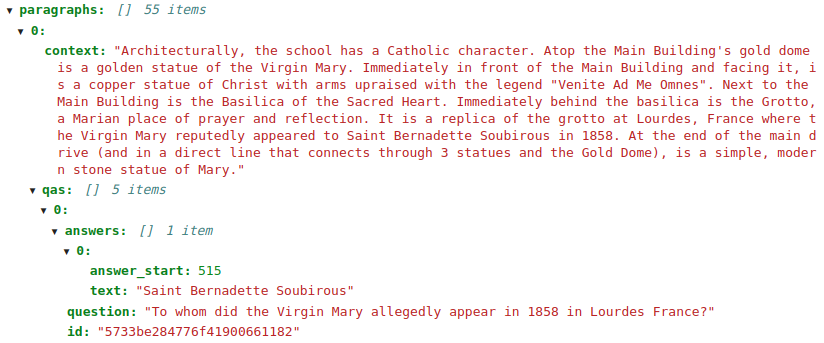 ▼ paragraphs: [] 55 items
▼ 0:
context: "Architecturally, the school has a Catholic character. Atop the Main Building's gold dome
is a golden statue of the Virgin Mary. Immediately in front of the Main Building and facing it, i
s a copper statue of Christ with arms upraised with the legend "Venite Ad Me Omnes". Next to the
Main Building is the Basilica of the Sacred Heart. Immediately behind the basilica is the Grotto,
a Marian place of prayer and reflection. It is a replica of the grotto at Lourdes, France where t
he Virgin Mary reputedly appeared to Saint Bernadette Soubirous in 1858. At the end of the main d
rive (and in a direct line that connects through 3 statues and the Gold Dome), is a simple, moder
n stone statue of Mary."
▼ qas: [] 5 items
▼ 0:
▼ answers: [] 1 item
▼ 0:
answer_start: 515
text: "Saint Bernadette Soubirous"
question: "To whom did the Virgin Mary allegedly appear in 1858 in Lourdes France?"
id: "5733be284776f41900661182"